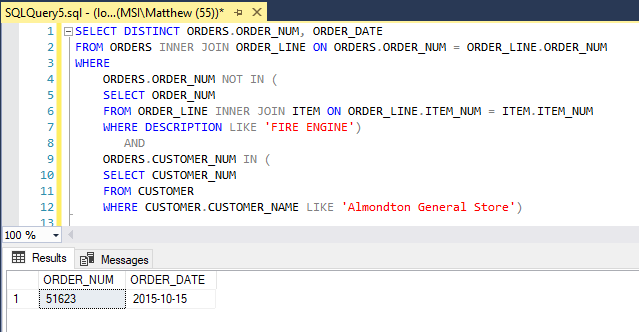 SQLQuery5.sql - (lo...(MSI\Matthew (55))*
1 SELECT DISTINCT ORDERS.ORDER_NUM, ORDER_DATE
2 FROM ORDERS INNER JOIN ORDER_LINE ON ORDERS.ORDER_NUM = ORDER_LINE.ORDER_NUM
3 WHERE
4 ORDERS.ORDER_NUM NOT IN (
5 SELECT ORDER_NUM
6 FROM ORDER_LINE INNER JOIN ITEM ON ORDER_LINE.ITEM_NUM = ITEM.ITEM_NUM
7 WHERE DESCRIPTION LIKE 'FIRE ENGINE')
8 AND
9 ORDERS.CUSTOMER_NUM IN (
10 SELECT CUSTOMER_NUM
11 FROM CUSTOMER
12 WHERE CUSTOMER.CUSTOMER_NAME LIKE 'Almondton General Store')
13
100 %
Results Messages
ORDER_NUM ORDER_DATE
1 51623 2015-10-15